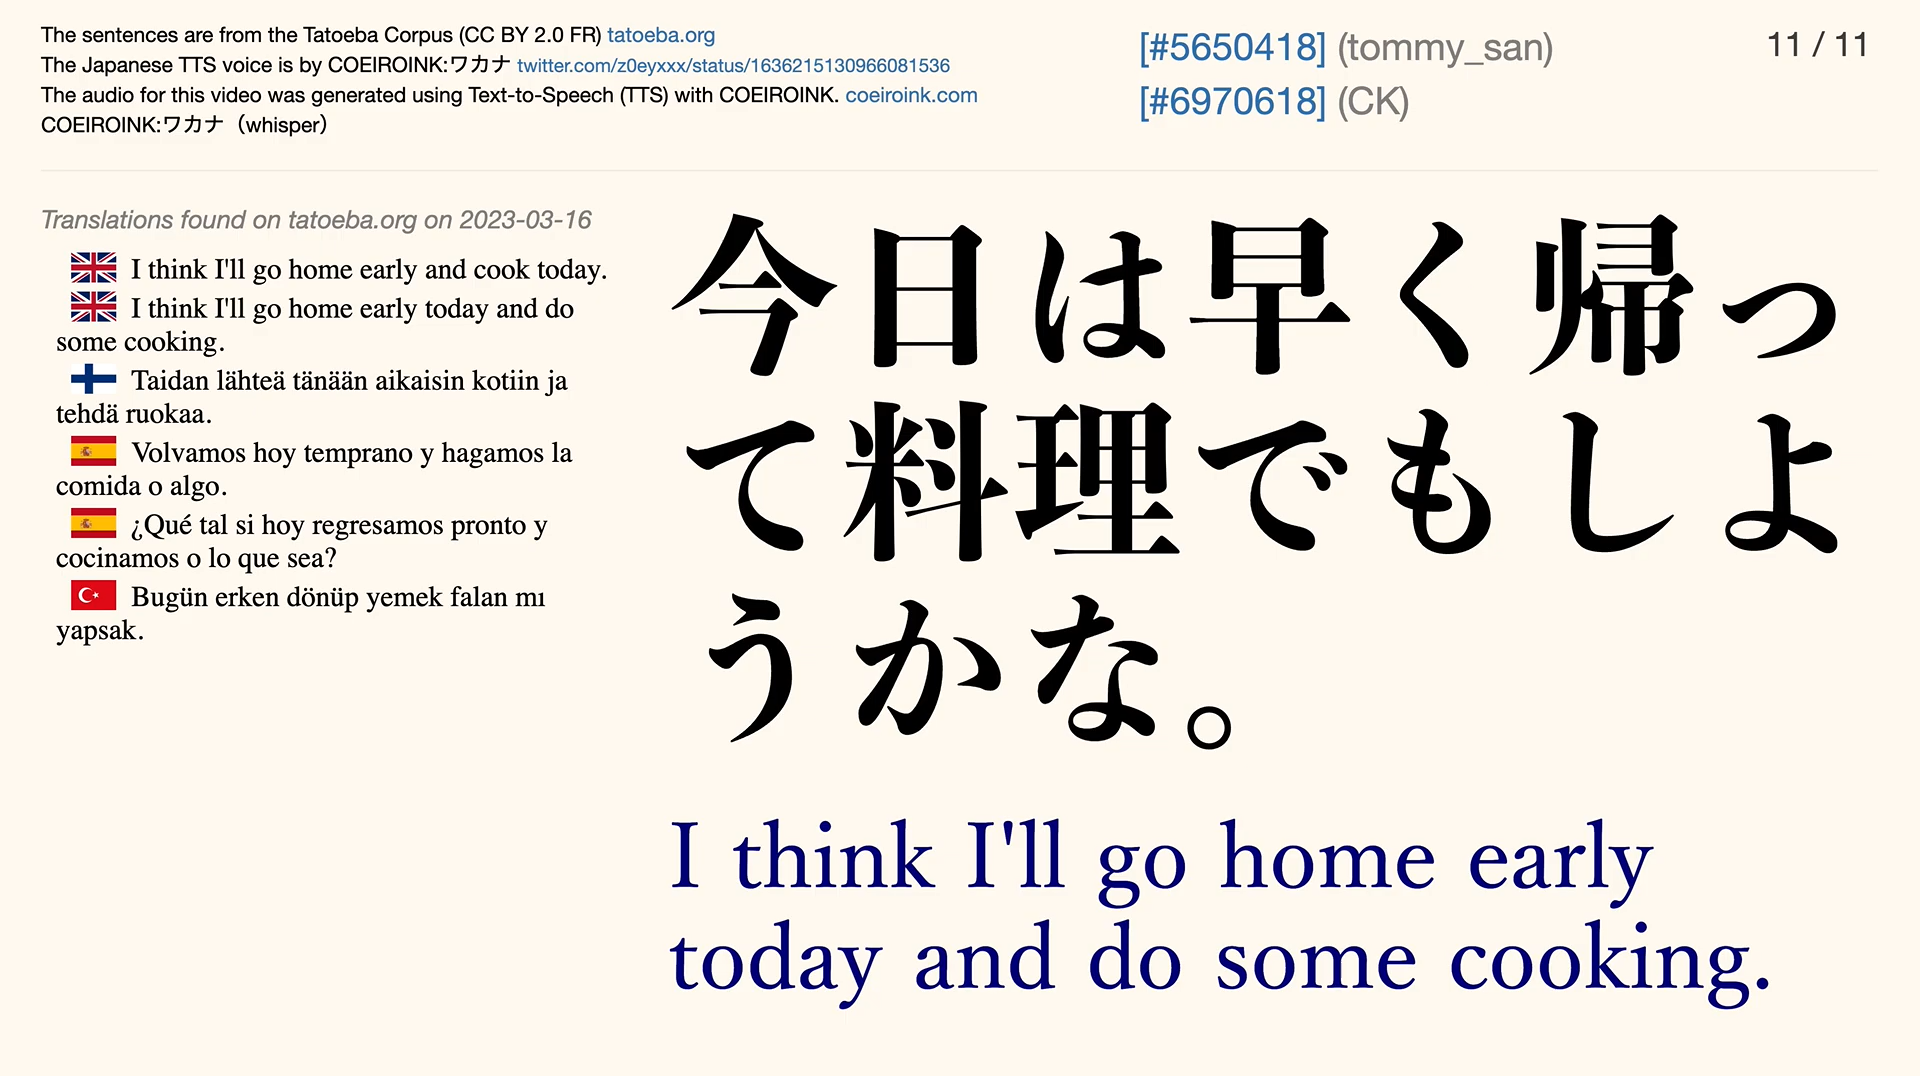 The sentences are from the Tatoeba Corpus (CC BY 2.0 FR) tatoeba.org
The Japanese TTS voice is by COEIROINK:ワカナ twitter.com/z0eyxxx/status/1636215130966081536
The audio for this video was generated using Text-to-Speech (TTS) with COEIROINK. coeiroink.com
COEIROINK:ワカナ（whisper）
[#5650418] (tommy_san)
[#6970618] (CK)
11 / 11
Translations found on tatoeba.org on 2023-03-16
I think I'll go home early and cook today.
I think I'll go home early today and do
some cooking.
Taidan lähteä tänään aikaisin kotiin ja
tehdä ruokaa.
Volvamos hoy temprano y hagamos la
comida o algo.
¿Qué tal si hoy regresamos pronto y
cocinamos o lo que sea?
Bugün erken dönüp yemek falan mı
yapsak.
今日は早く帰っ
て料理でもしよ
うかな。
I think I'll go home early
today and do some cooking.